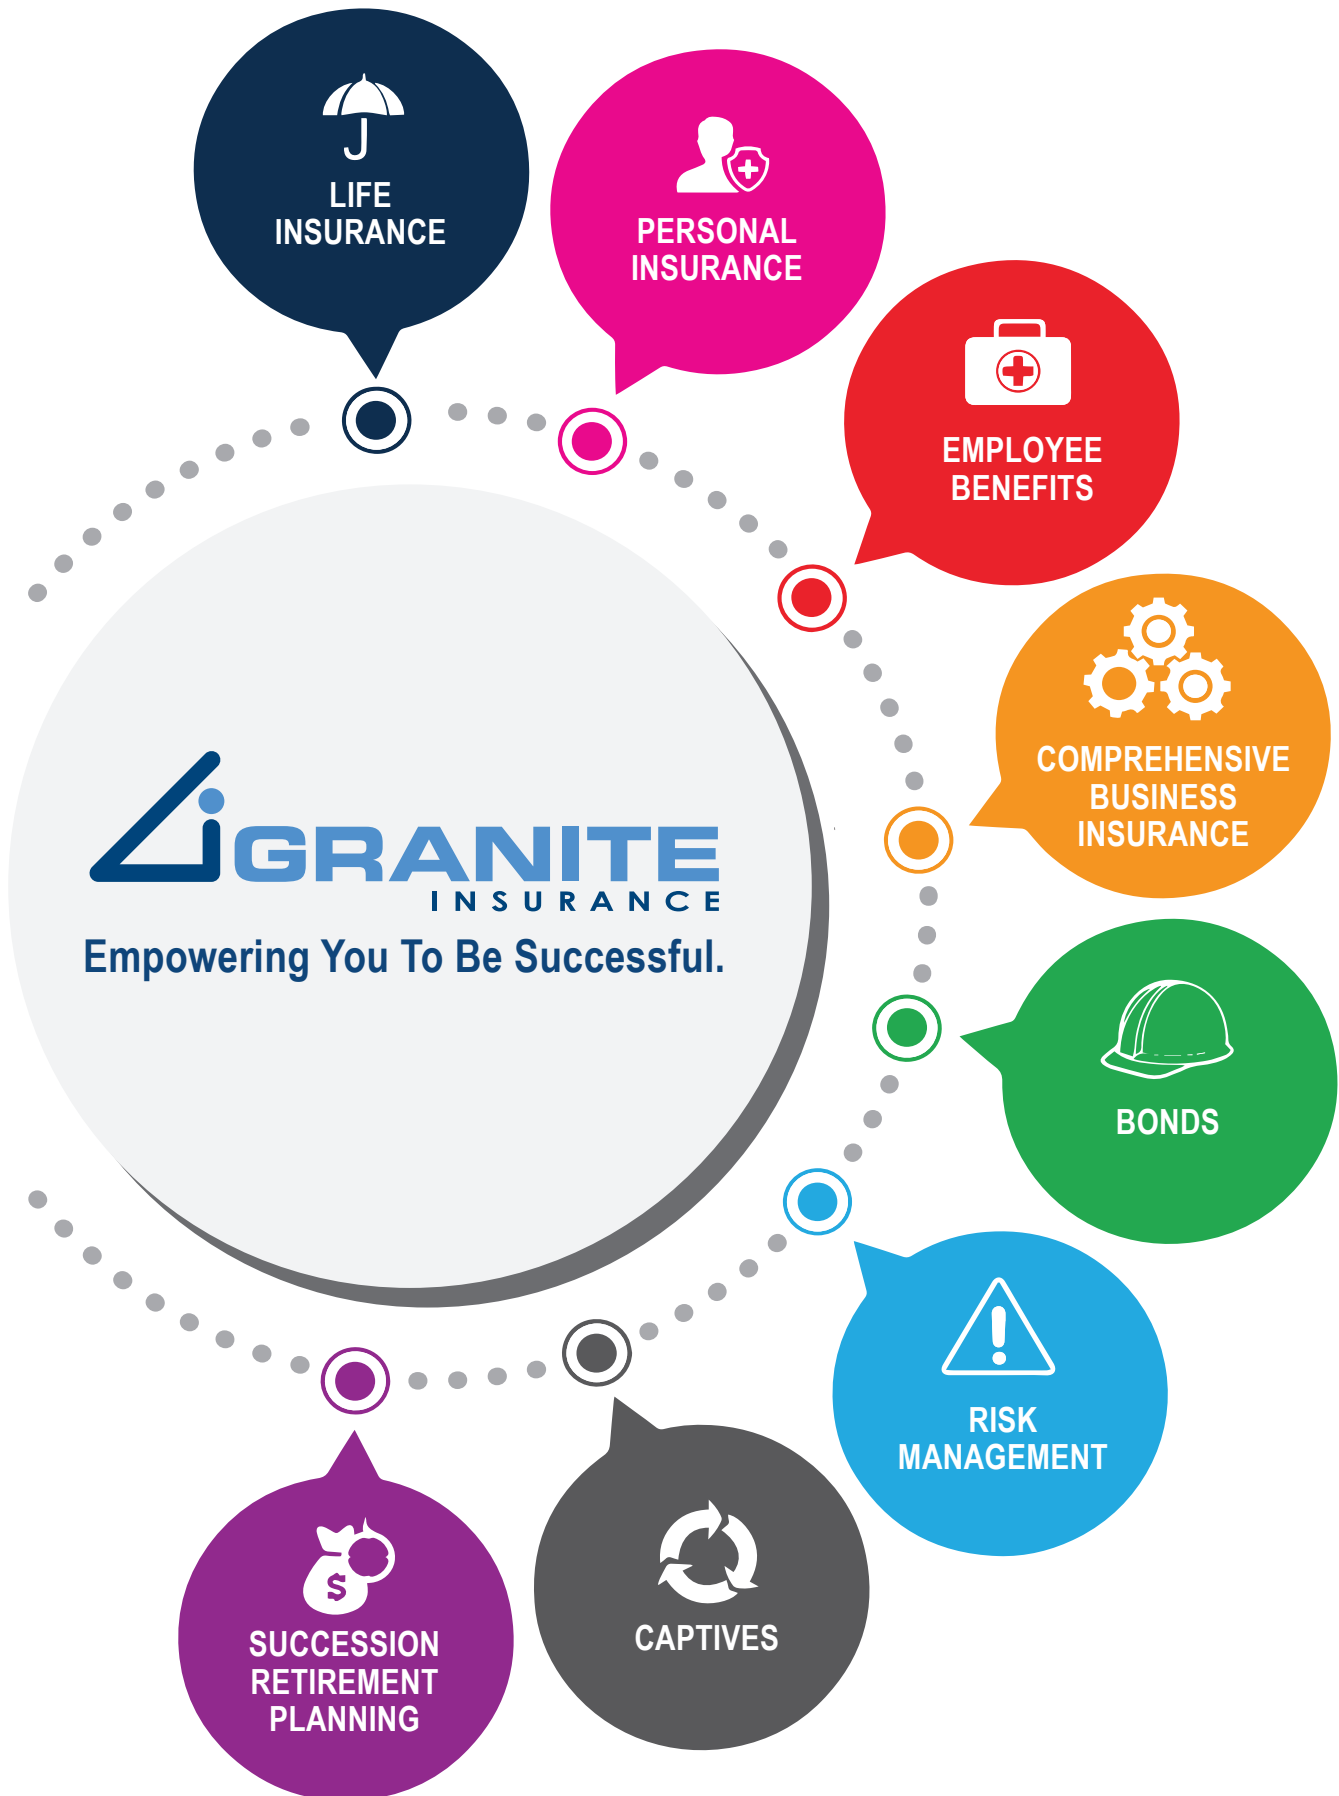 LIFE
INSURANCE
PERSONAL
INSURANCE
EMPLOYEE
BENEFITS
COMPREHENSIVE
BUSINESS
INSURANCE
GRANITE
INSURANCE
Empowering You To Be Successful.
BONDS
RISK
MANAGEMENT
CAPTIVES
$
SUCCESSION
RETIREMENT
PLANNING